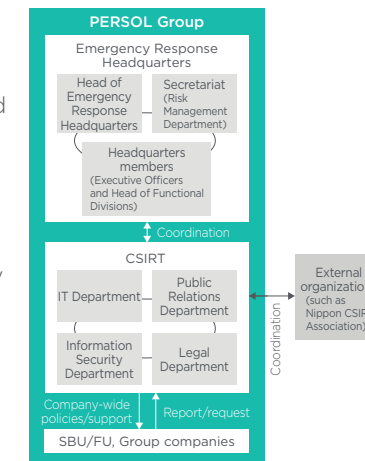 PERSOL Group
Emergency Response
Headquarters
Head of
Emergency
Response
Headquarters
Secretariat
(Risk
Management
Department)
Headquarters
members
(Executive Officers
and Head of Functional
Divisions)
Coordination
CSIRT
IT Department
Public
Relations
Department
Information
Security
Department
Legal
Department
Coordination
External
(such as
Nippon
Association)
Company-wide
policies/support
Report/request
SBU/FU, Group companies